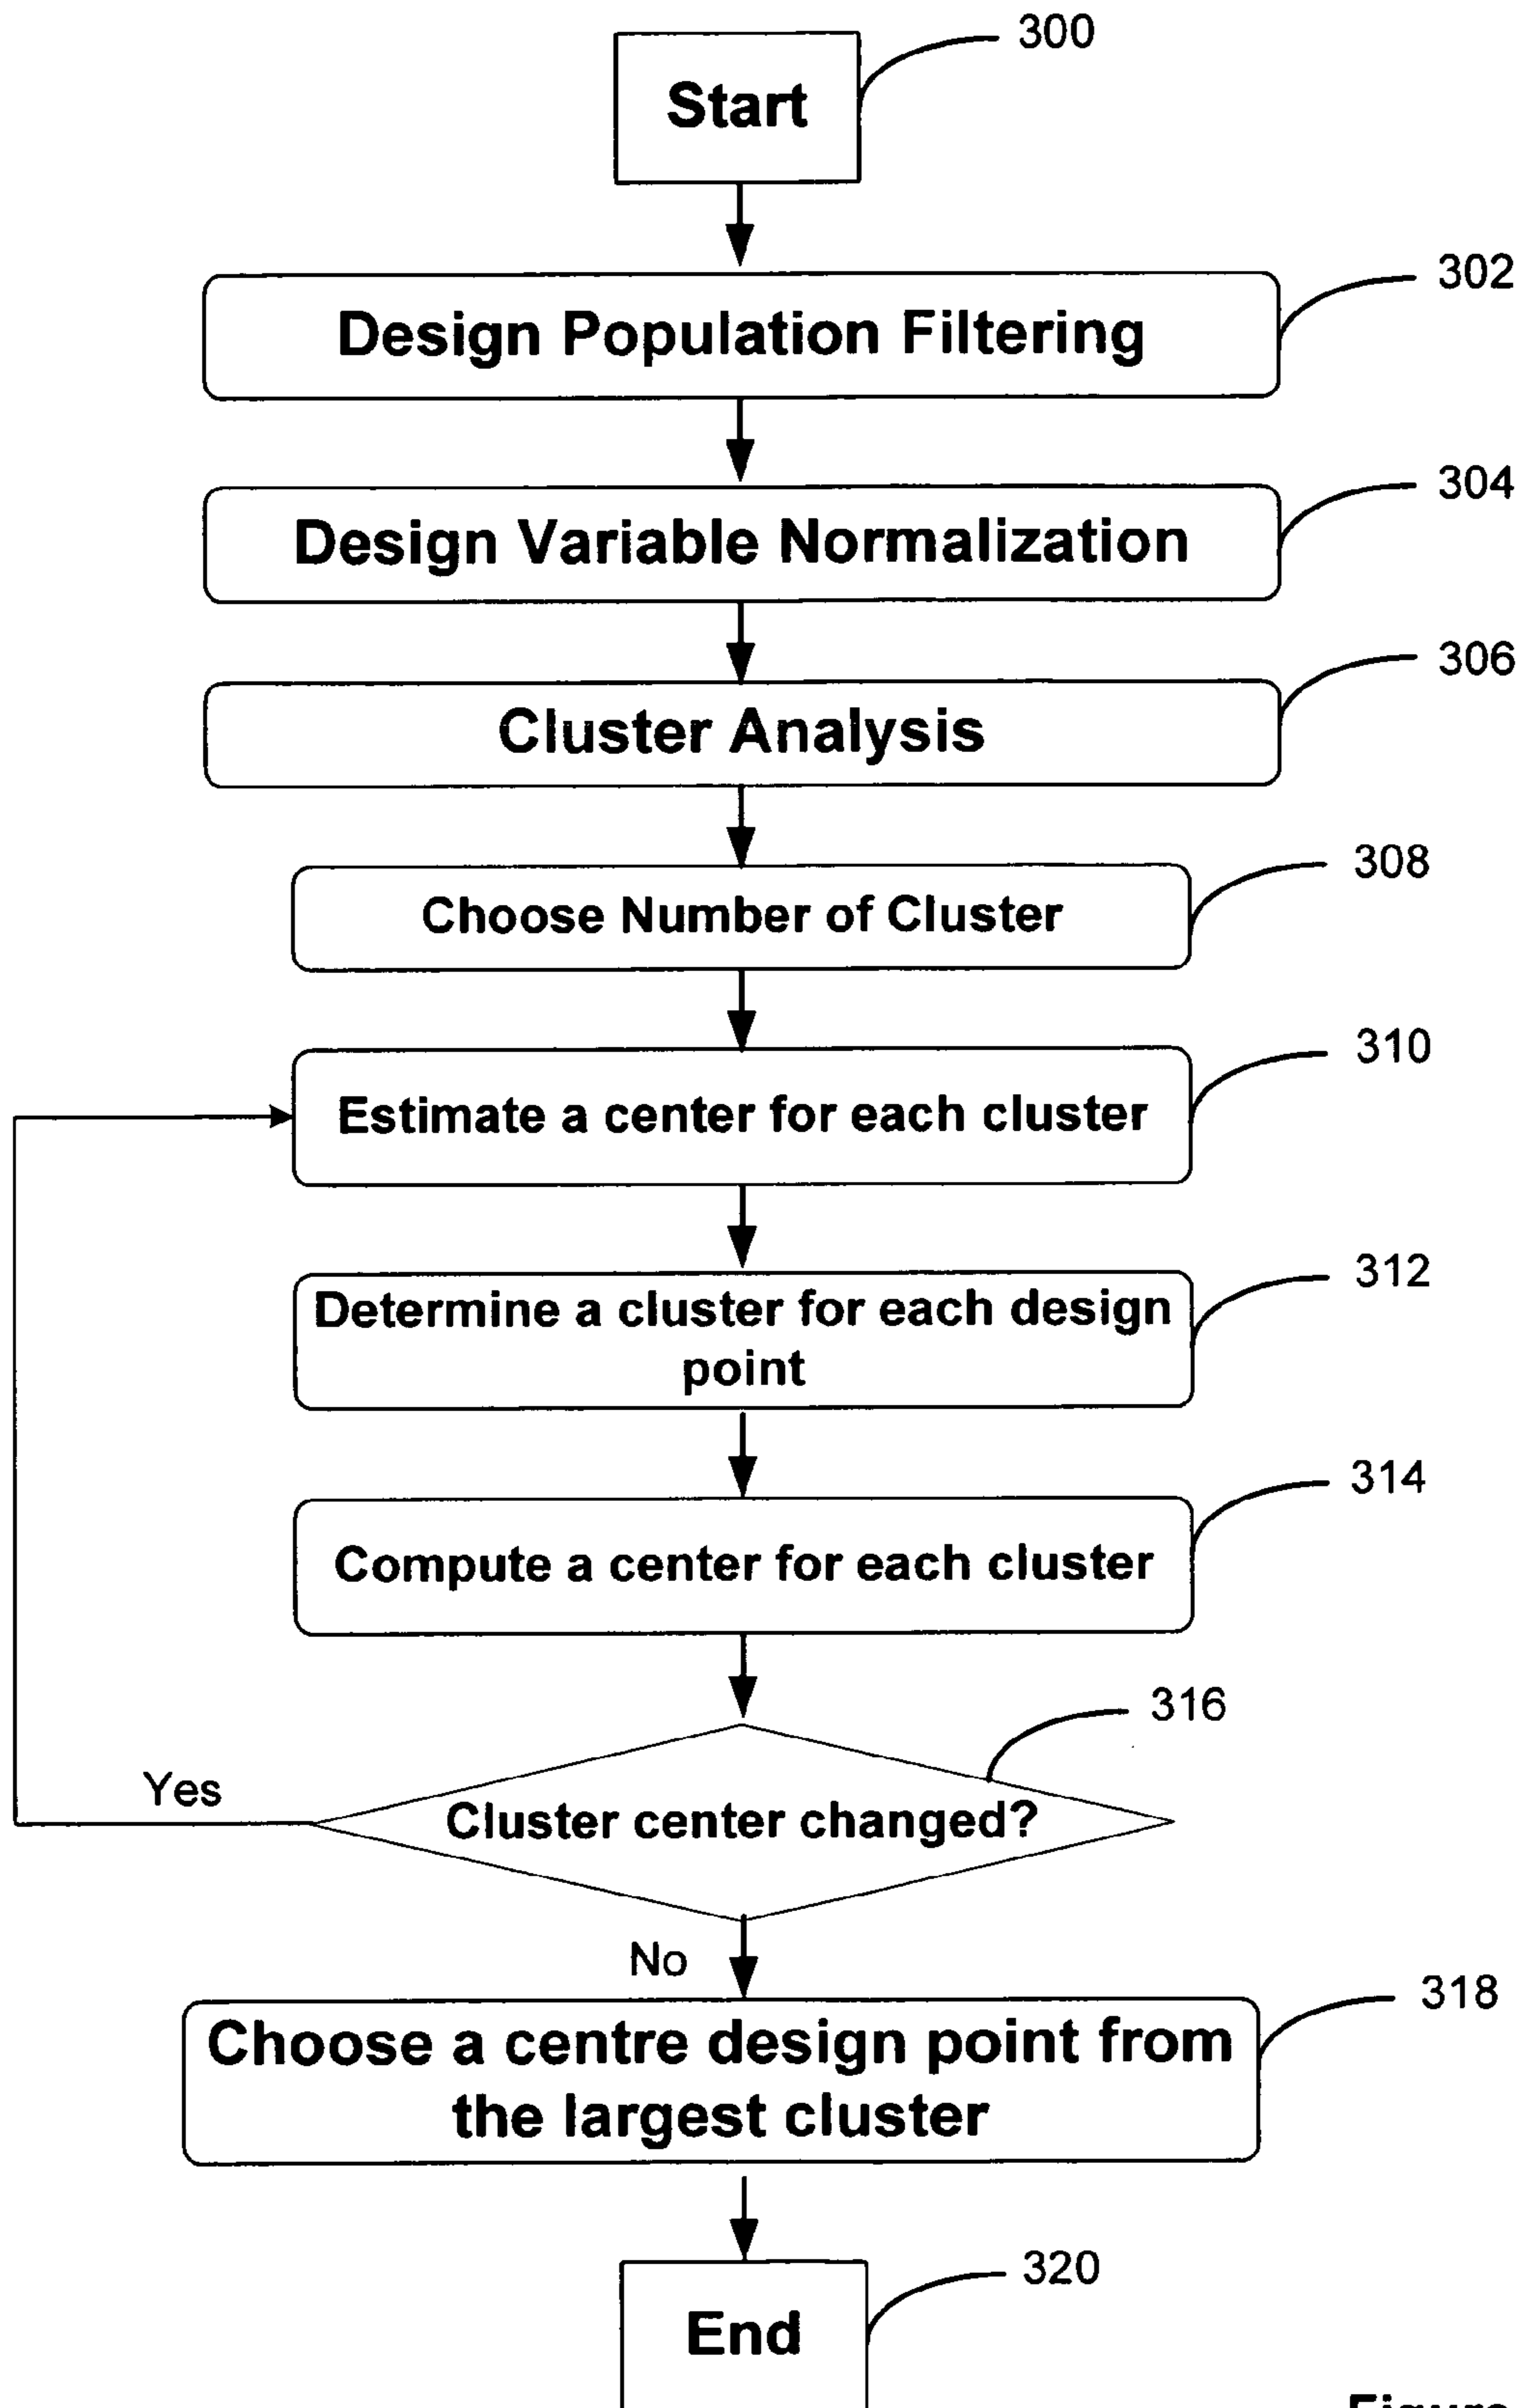 300
Start
302
Design Population Filtering
304
Design Variable Normalization
306
Cluster Analysis
308
Choose Number of Cluster
310
Estimate a center for each cluster
312
Determine a cluster for each design
point
314
Compute a center for each cluster
316
Cluster center changed?
Yes
No
318
Choose a centre design point from
the largest cluster
320
End